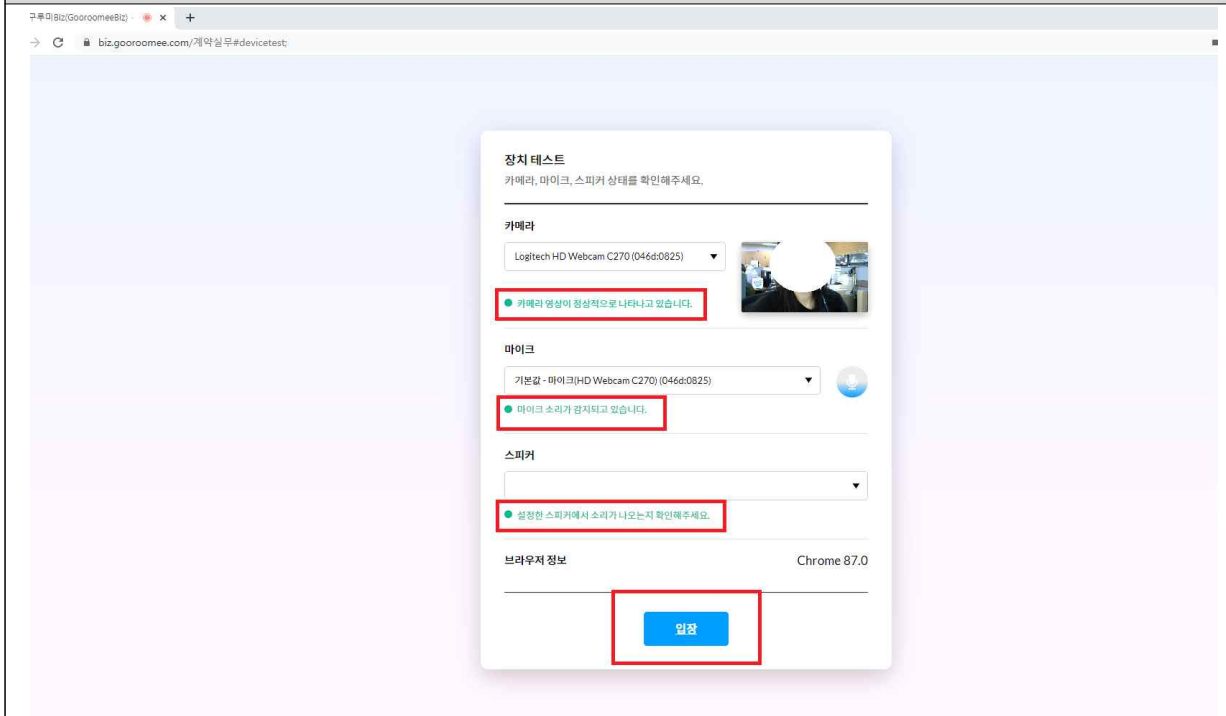 구루미Biz(GooroomeeBiz) -
biz.gooroomee.com/계약실무#devicetest;
장치 테스트
카메라, 마이크, 스피커 상태를 확인해주세요.
카메라
Logitech HD Webcam C270 (046d:0825)
카메라 영상이 정상적으로 나타나고 있습니다.
마이크
기본값 - 마이크(HD Webcam C270) (046d:0825)
마이크 소리가 감지되고 있습니다.
스피커
설정한 스피커에서 소리가 나오는지 확인해주세요.
브라우저 정보 Chrome 87.0
입장